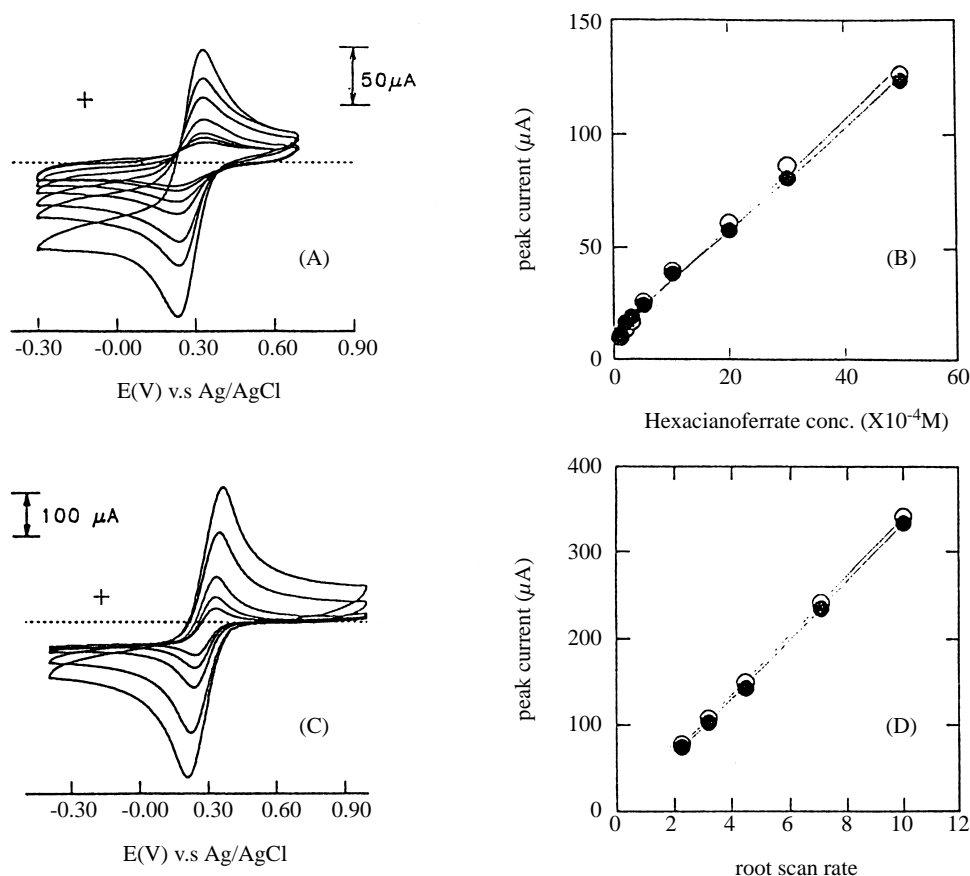 50 μA
+
(A)
-0.30 -0.00 0.30 0.60 0.90
E(V) v.s Ag/AgCl
150
100
50
0
peak current (μA)
(B)
0 20 40 60
Hexacianoferrate conc. (X10⁻⁴M)
100 μA
+
(C)
-0.30 -0.00 0.30 0.60 0.90
E(V) v.s Ag/AgCl
400
300
200
100
0
peak current (μA)
(D)
0 2 4 6 8 10 12
root scan rate